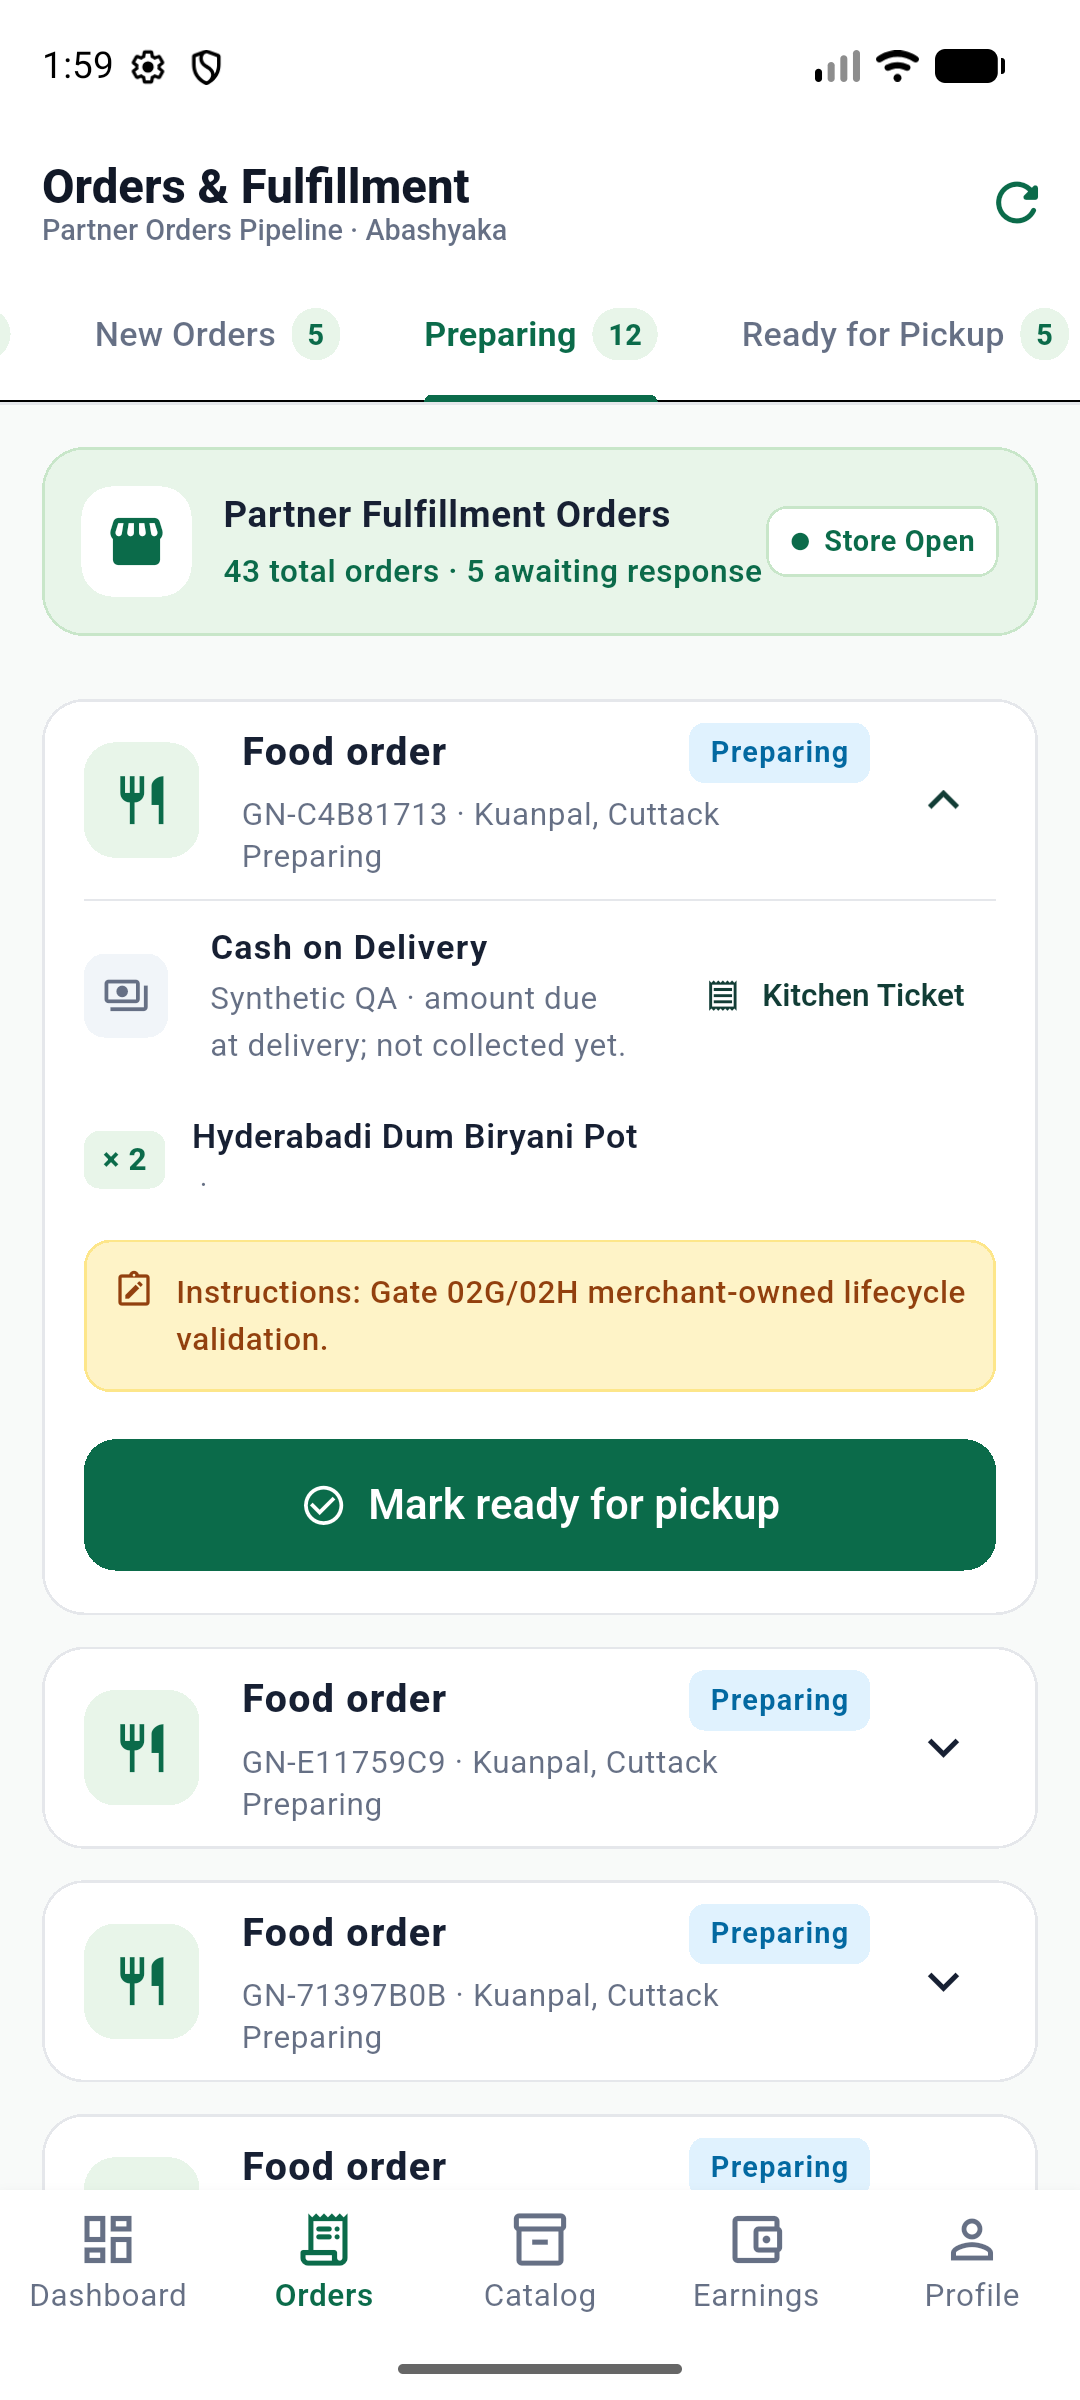 1:59
Orders & Fulfillment
Partner Orders Pipeline · Abashyaka
New Orders 5 Preparing 12 Ready for Pickup 5
Partner Fulfillment Orders
43 total orders · 5 awaiting response
Store Open
Food order
Preparing
GN-C4B81713 · Kuanpal, Cuttack
Preparing
Cash on Delivery
Synthetic QA · amount due
at delivery; not collected yet.
Kitchen Ticket
× 2
Hyderabadi Dum Biryani Pot
·
Instructions: Gate 02G/02H merchant-owned lifecycle
validation.
Mark ready for pickup
Food order
Preparing
GN-E11759C9 · Kuanpal, Cuttack
Preparing
Food order
Preparing
GN-71397B0B · Kuanpal, Cuttack
Preparing
Food order
Preparing
Dashboard Orders Catalog Earnings Profile